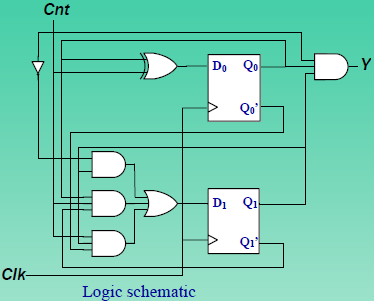 Cnt
D₀ Q₀
Y
Q₀’
D₁ Q₁
Q₁’
Clk
Logic schematic